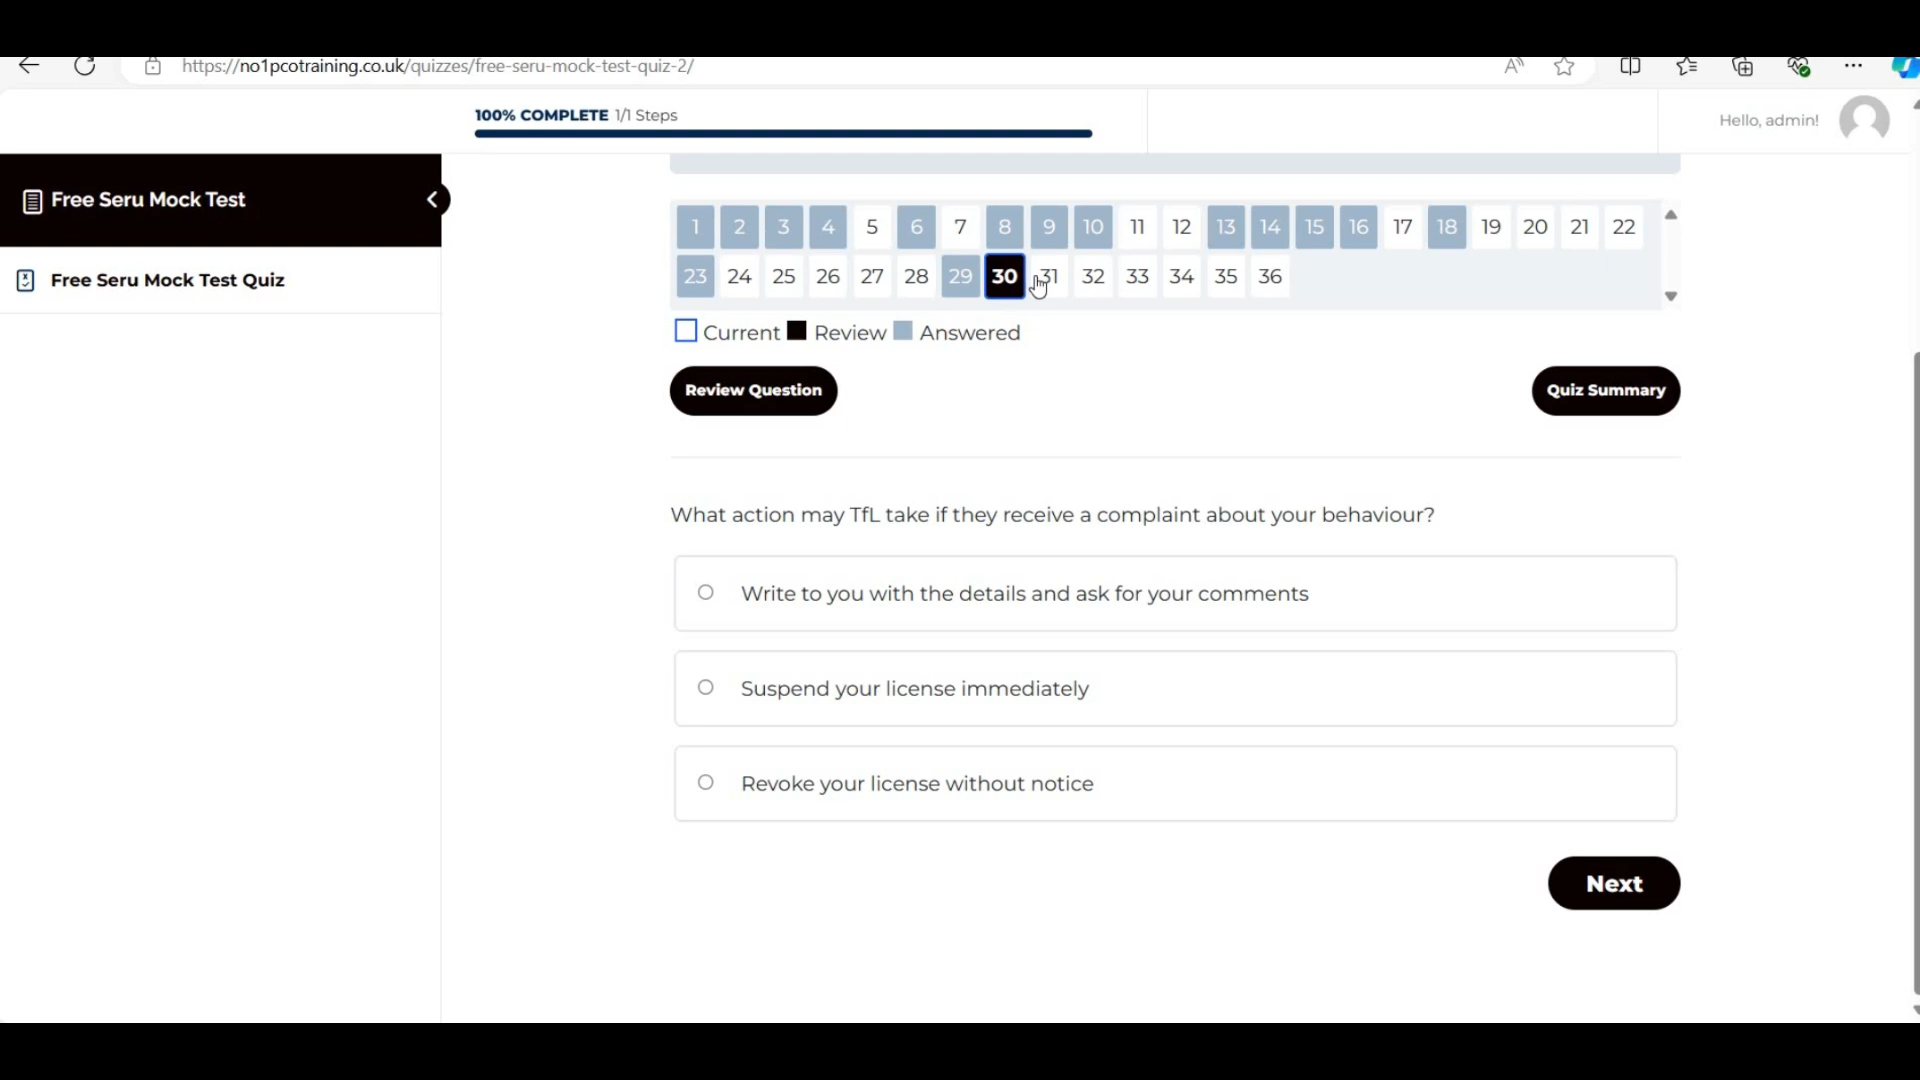 https://no1pcotraining.co.uk/quizzes/free-seru-mock-test-quiz-2/
100% COMPLETE 1/1 Steps
Hello, admin!
Free Seru Mock Test
Free Seru Mock Test Quiz
1 2 3 4 5 6 7 8 9 10 11 12 13 14 15 16 17 18 19 20 21 22
23 24 25 26 27 28 29 30 31 32 33 34 35 36
Current Review Answered
Review Question
Quiz Summary
What action may TfL take if they receive a complaint about your behaviour?
Write to you with the details and ask for your comments
Suspend your license immediately
Revoke your license without notice
Next